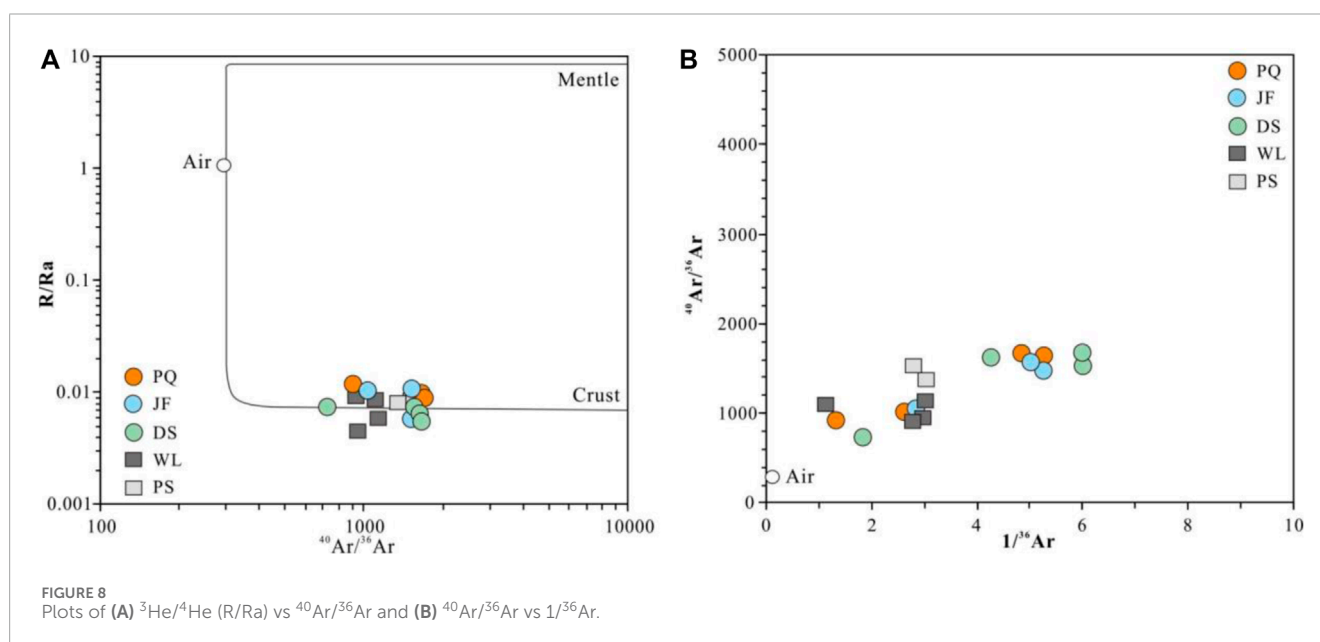 A
10
1
0.1
0.01
0.001
R/Ra
Mentle
Air
Crust
PQ
JF
DS
WL
PS
100
1000
10000
⁴⁰Ar/³⁶Ar
B
5000
4000
3000
2000
1000
0
⁴⁰Ar/³⁶Ar
PQ
JF
DS
WL
PS
Air
0
2
4
6
8
10
1/³⁶Ar
FIGURE 8
Plots of (A) ³He/⁴He (R/Ra) vs ⁴⁰Ar/³⁶Ar and (B) ⁴⁰Ar/³⁶Ar vs 1/³⁶Ar.